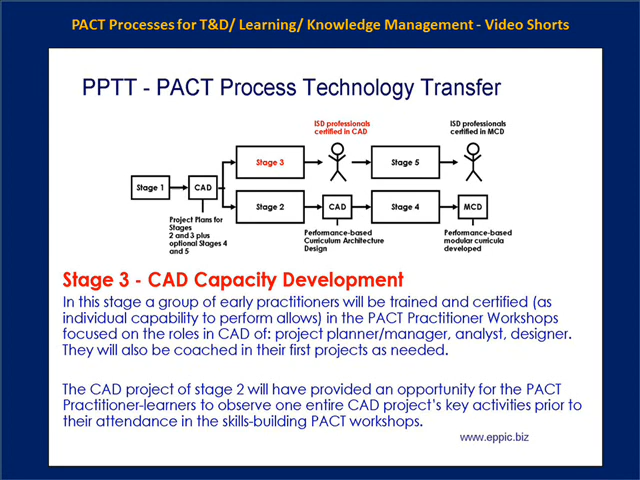 PACT Processes for T&D/ Learning/ Knowledge Management - Video Shorts
PPTT - PACT Process Technology Transfer
ISD professionals
certified in CAD
ISD professionals
certified in MCD
Stage 3
Stage 5
Stage 1
CAD
Stage 2
CAD
Stage 4
MCD
Project Plans for
Stages
2 and 3 plus
optional Stages 4
and 5
Performance-based
Curriculum Architecture
Design
Performance-based
modular curricula
developed
Stage 3 - CAD Capacity Development
In this stage a group of early practitioners will be trained and certified (as
individual capability to perform allows) in the PACT Practitioner Workshops
focused on the roles in CAD of: project planner/manager, analyst, designer.
They will also be coached in their first projects as needed.
The CAD project of stage 2 will have provided an opportunity for the PACT
Practitioner-learners to observe one entire CAD project's key activities prior to
their attendance in the skills-building PACT workshops.
www.eppic.biz